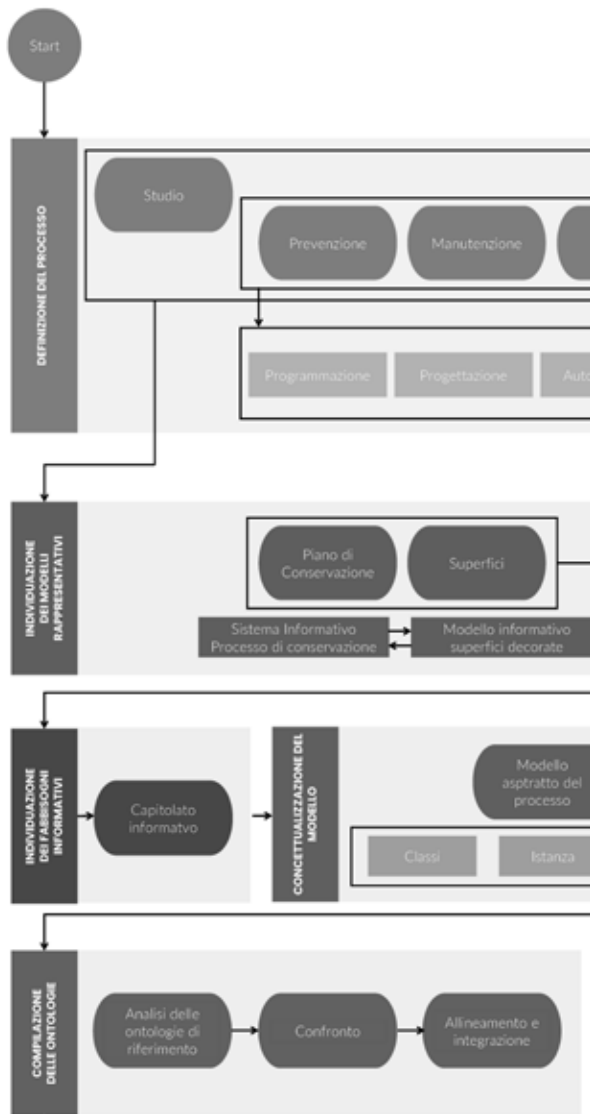 Start
DEFINIZIONE DEL PROCESSO
Studio
Prevenzione
Manutenzione
Programmazione
Progettazione
Auto
INDIVIDUAZIONE
DEI MODELLI
RAPPRESENTATIVI
Piano di
Conservazione
Superfici
Sistema Informativo
Processo di conservazione
Modello informativo
superfici decorate
INDIVIDUAZIONE
DEI FABBISOGNI
INFORMATIVI
Capitolato
informatvo
CONCETTUALIZZAZIONE DEL
MODELLO
Modello
asptratto del
processo
Classi
Istanza
COMPILAZIONE
DELLE ONTOLOGIE
Analisi delle
ontologie di
riferimento
Confronto
Allineamento e
integrazione